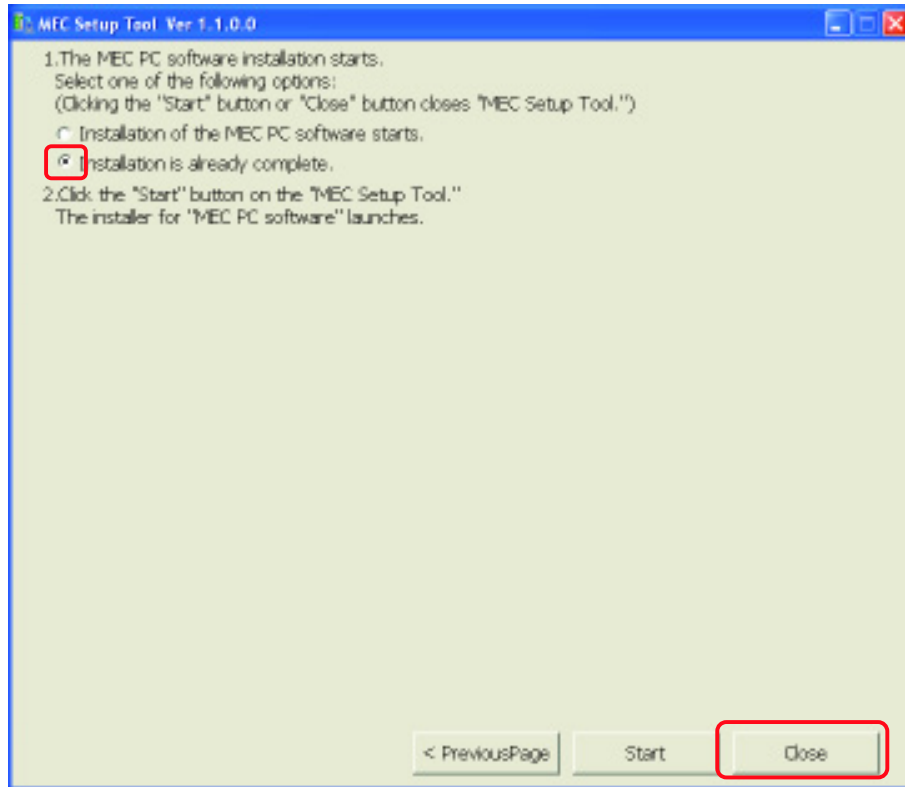 MEC Setup Tool Ver 1.1.0.0
1.The MEC PC software installation starts.
Select one of the following options:
(Clicking the "Start" button or "Close" button closes "MEC Setup Tool.")
Installation of the MEC PC software starts.
Installation is already complete.
2.Click the "Start" button on the "MEC Setup Tool."
The installer for "MEC PC software" launches.
< PreviousPage
Start
Close